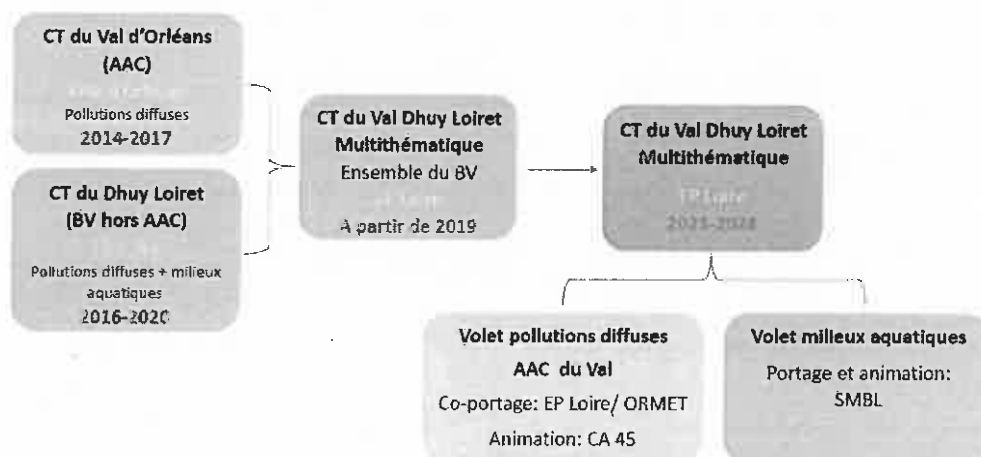 CT du Val d'Orléans
(AAC)
Pollutions diffuses
2014-2017
CT du Dhuy Loiret
(BV hors AAC)
Pollutions diffuses + milieux
aquatiques
2016-2020
CT du Val Dhuy Loiret
Multithématique
Ensemble du BV
A partir de 2019
CT du Val Dhuy Loiret
Multithématique
EP Loire
Volet pollutions diffuses
AAC du Val
Co-portage: EP Loire/ ORMET
Animation: CA 45
Volet milieux aquatiques
Portage et animation:
SMBL